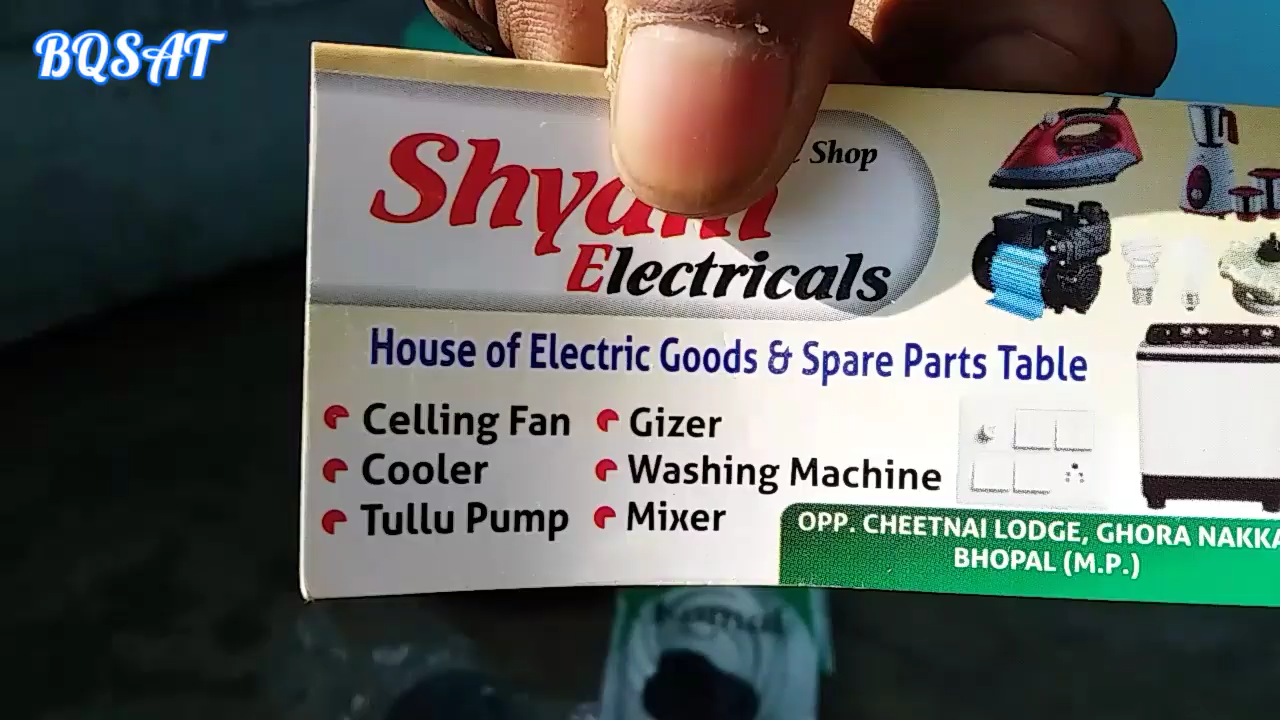 BQSAT
Shop
Shyam
Electricals
House of Electric Goods & Spare Parts Table
Celling Fan
Cooler
Tullu Pump
Gizer
Washing Machine
Mixer
OPP. CHEETNAI LODGE, GHORA NAKKA
BHOPAL (M.P.)
Kamal